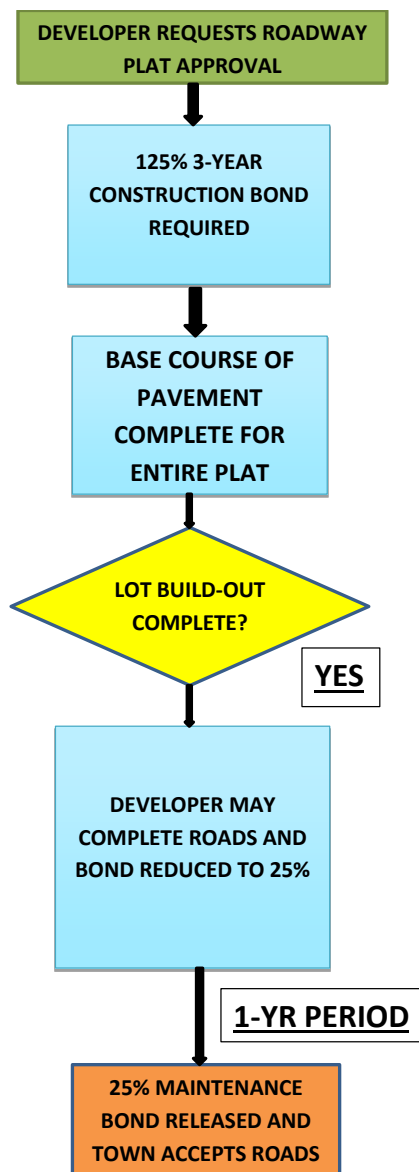 DEVELOPER REQUESTS ROADWAY
PLAT APPROVAL
125% 3-YEAR
CONSTRUCTION BOND
REQUIRED
BASE COURSE OF
PAVEMENT
COMPLETE FOR
ENTIRE PLAT
LOT BUILD-OUT
COMPLETE?
YES
DEVELOPER MAY
COMPLETE ROADS AND
BOND REDUCED TO 25%
1-YR PERIOD
25% MAINTENANCE
BOND RELEASED AND
TOWN ACCEPTS ROADS